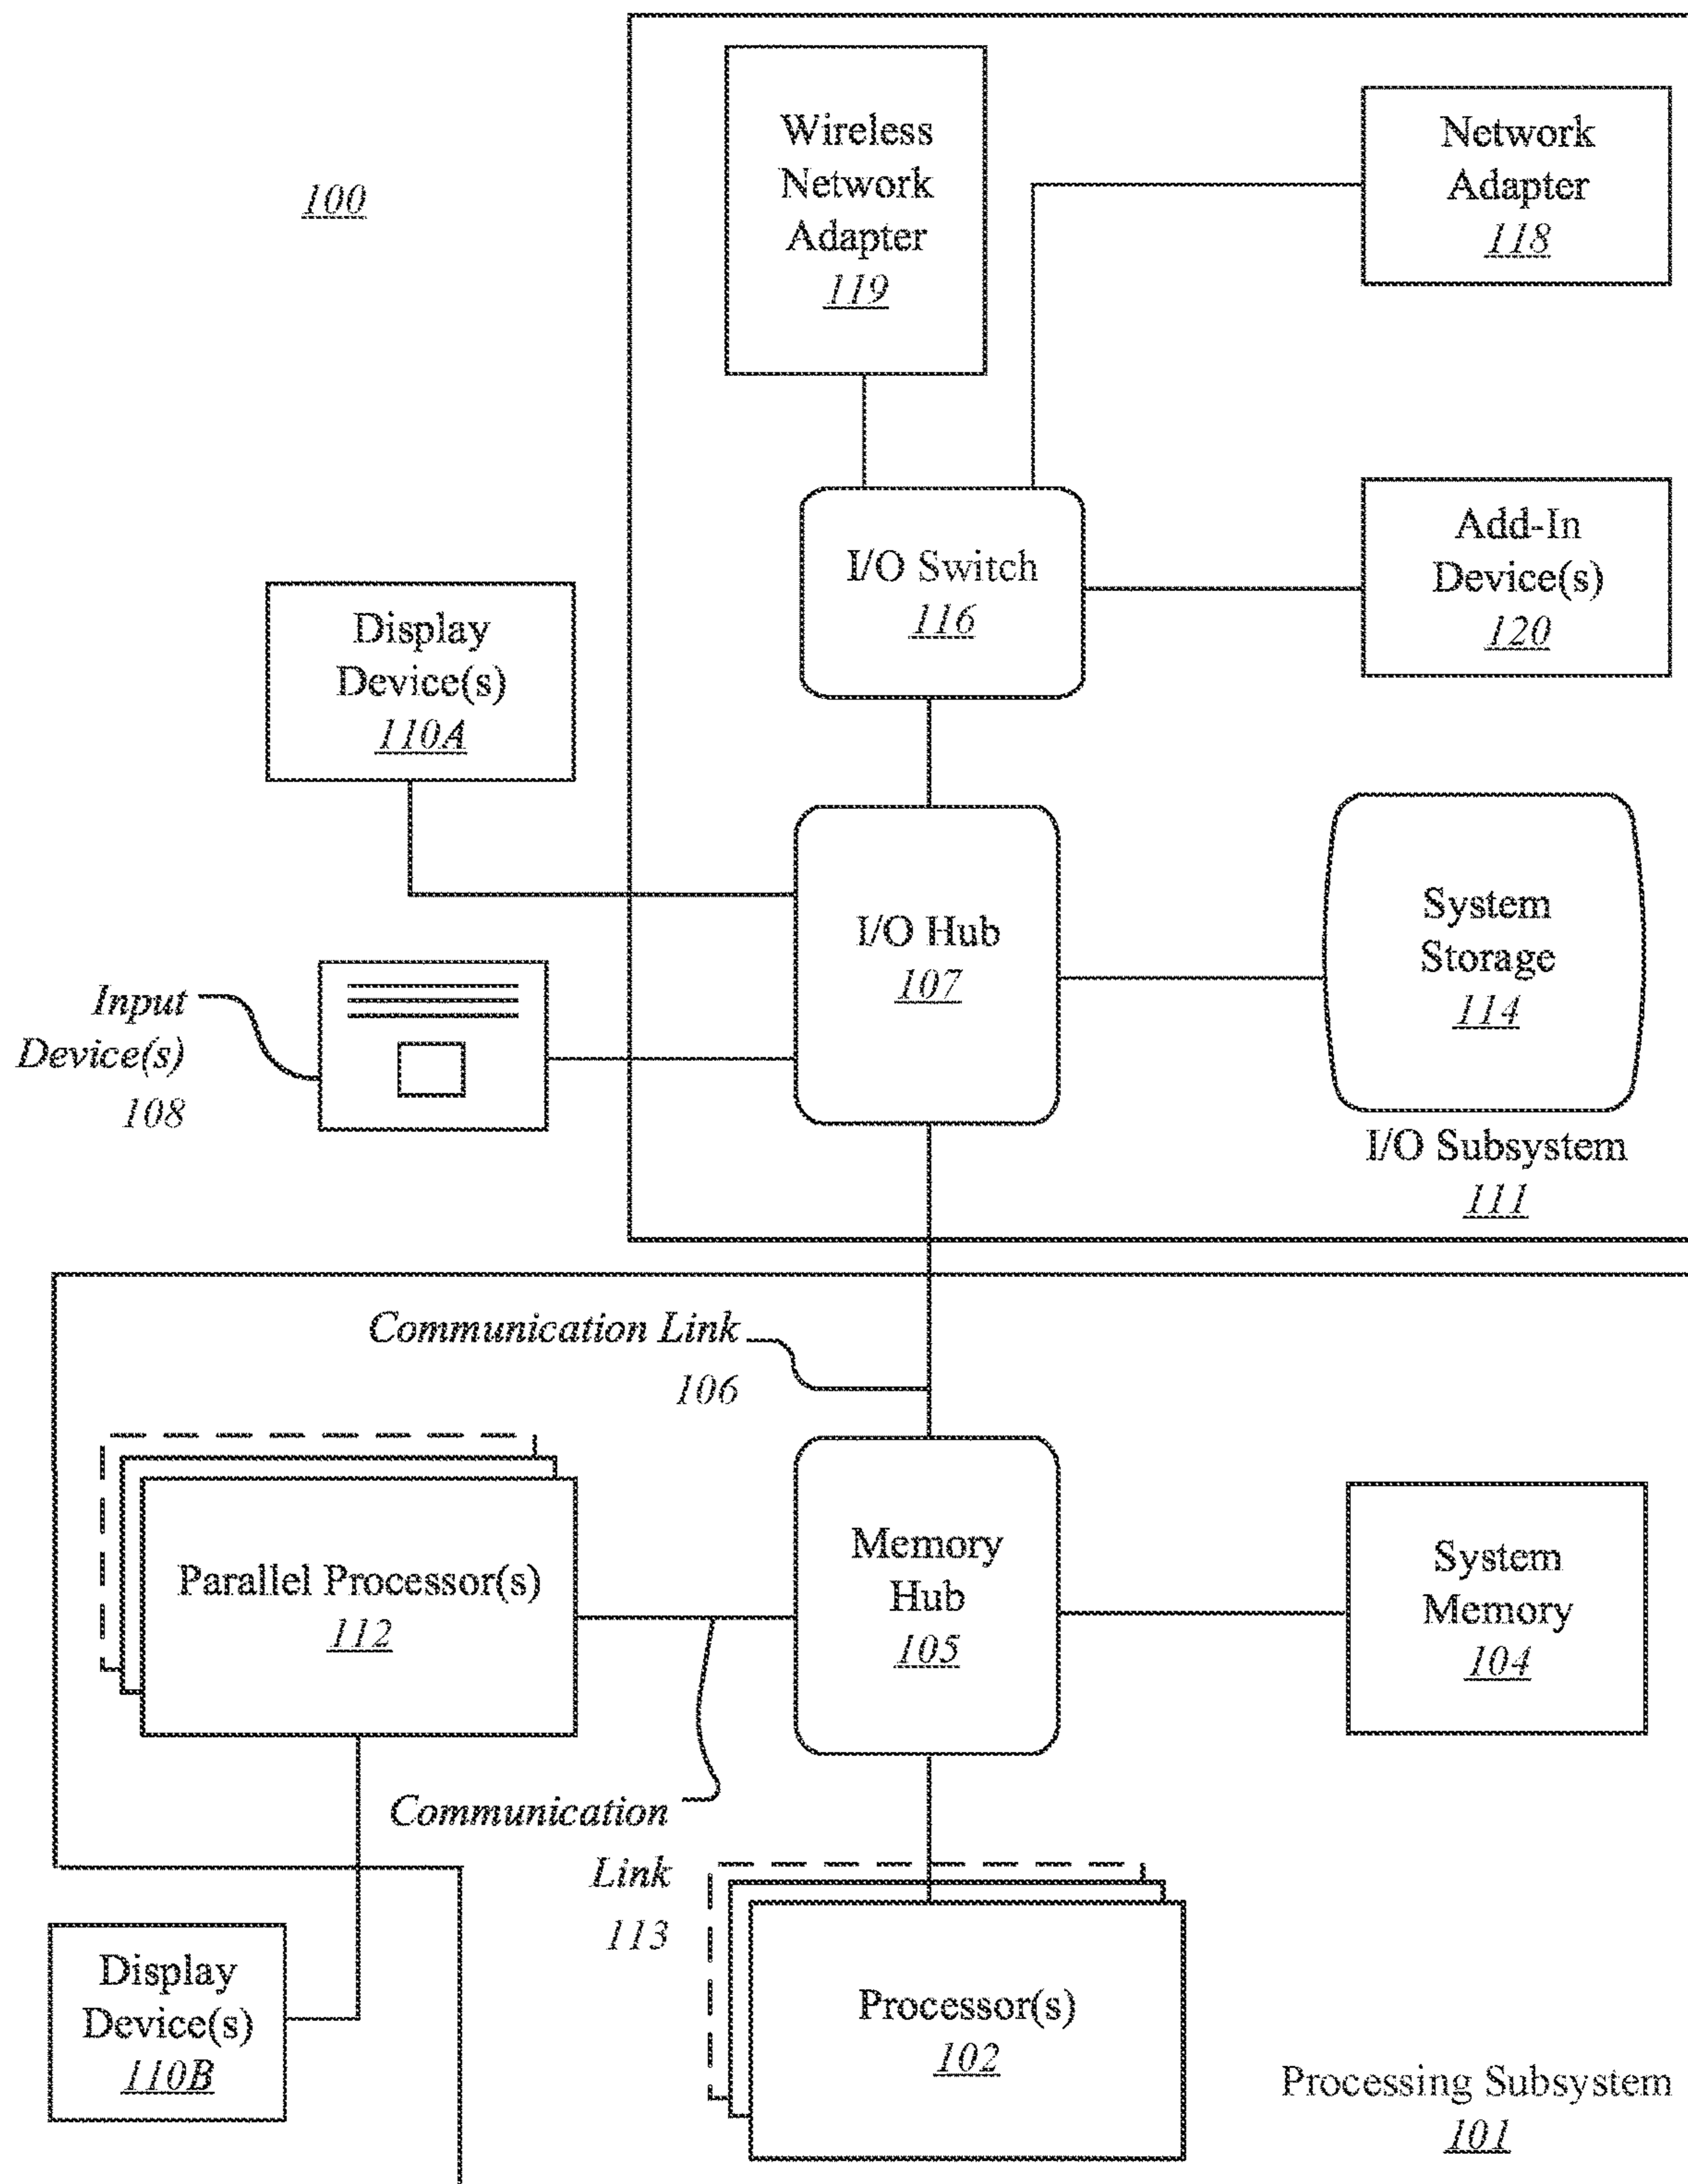 100
Wireless
Network
Adapter
119
Network
Adapter
118
I/O Switch
116
Add-In
Device(s)
120
Display
Device(s)
110A
I/O Hub
107
System
Storage
114
Input
Device(s)
108
I/O Subsystem
111
Communication Link
106
Parallel Processor(s)
112
Memory
Hub
105
System
Memory
104
Communication
Link
113
Display
Device(s)
110B
Processor(s)
102
Processing Subsystem
101